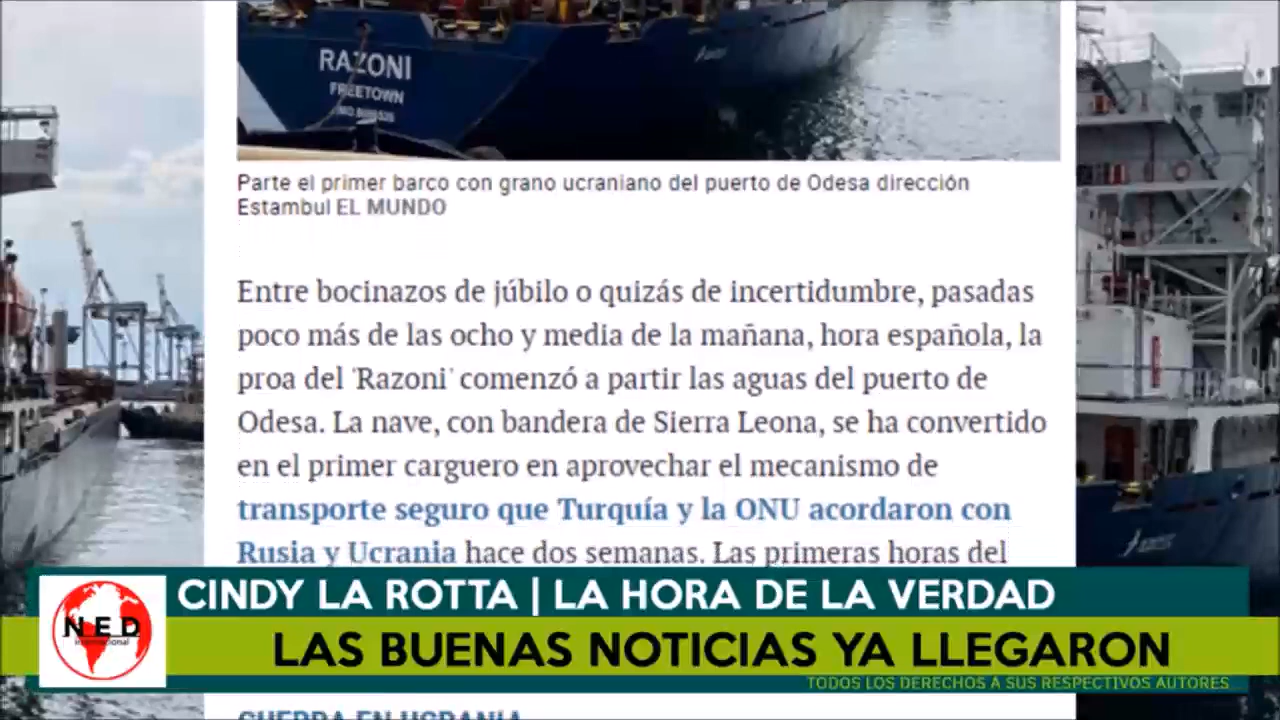 RAZONI
FREETOWN
Parte el primer barco con grano ucraniano del puerto de Odesa dirección
Estambul EL MUNDO
Entre bocinazos de júbilo o quizás de incertidumbre, pasadas
poco más de las ocho y media de la mañana, hora española, la
proa del 'Razoni' comenzó a partir las aguas del puerto de
Odesa. La nave, con bandera de Sierra Leona, se ha convertido
en el primer carguero en aprovechar el mecanismo de
transporte seguro que Turquía y la ONU acordaron con
Rusia y Ucrania hace dos semanas. Las primeras horas del
CINDY LA ROTTA | LA HORA DE LA VERDAD
N.E.D
internacional
LAS BUENAS NOTICIAS YA LLEGARON
TODOS LOS DERECHOS A SUS RESPECTIVOS AUTORES
GUERRA EN UCRANIA